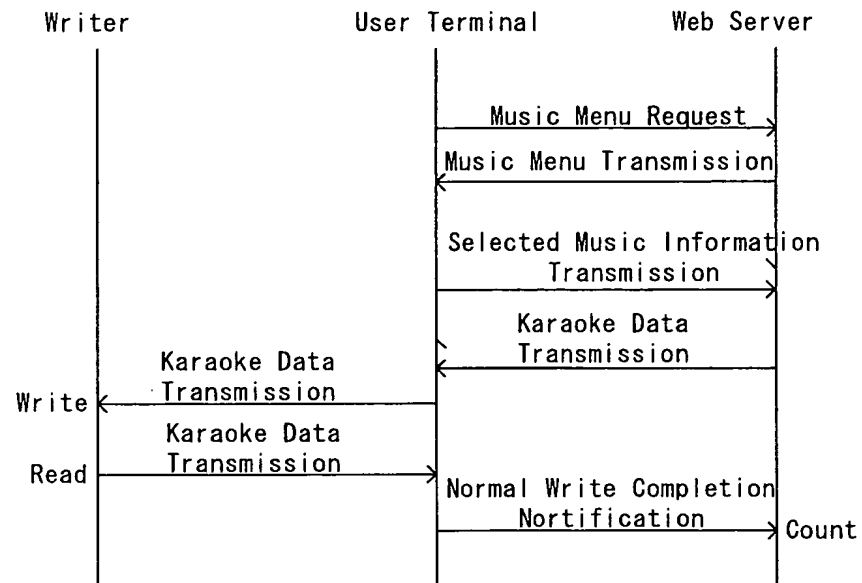 Writer
User Terminal
Web Server
Music Menu Request
Music Menu Transmission
Selected Music Information
Transmission
Karaoke Data
Transmission
Karaoke Data
Transmission
Write
Karaoke Data
Transmission
Read
Normal Write Completion
Nortification
Count